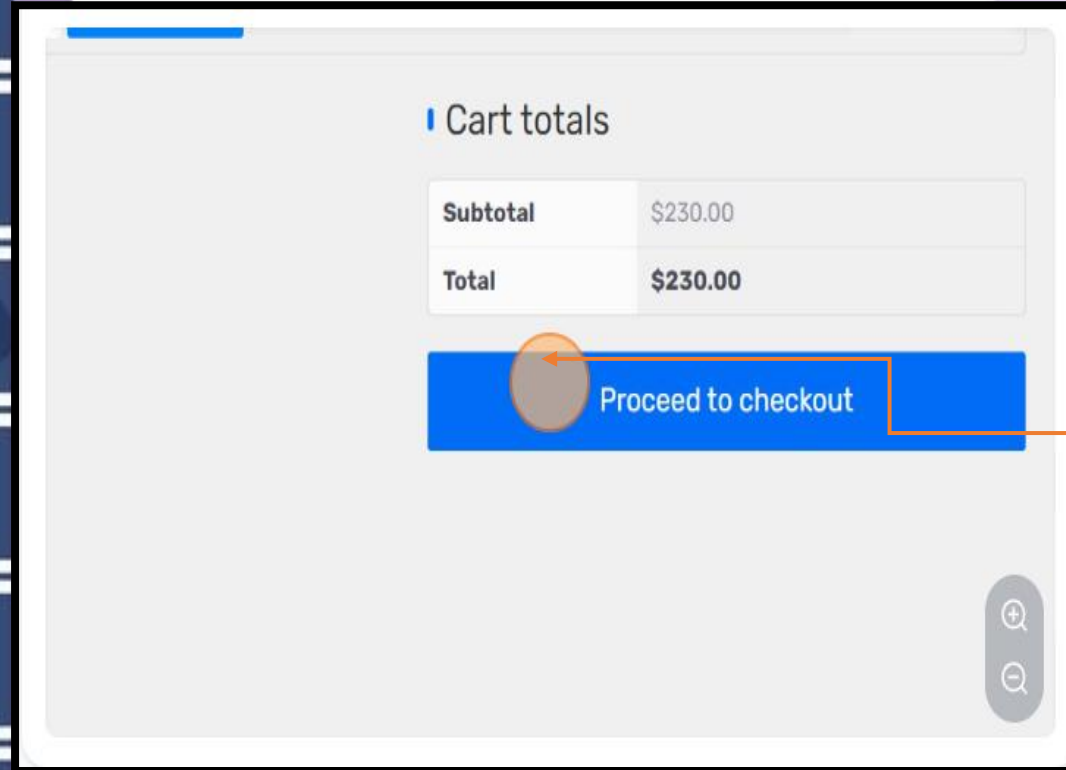 Cart totals
Subtotal $230.00
Total $230.00
Proceed to checkout